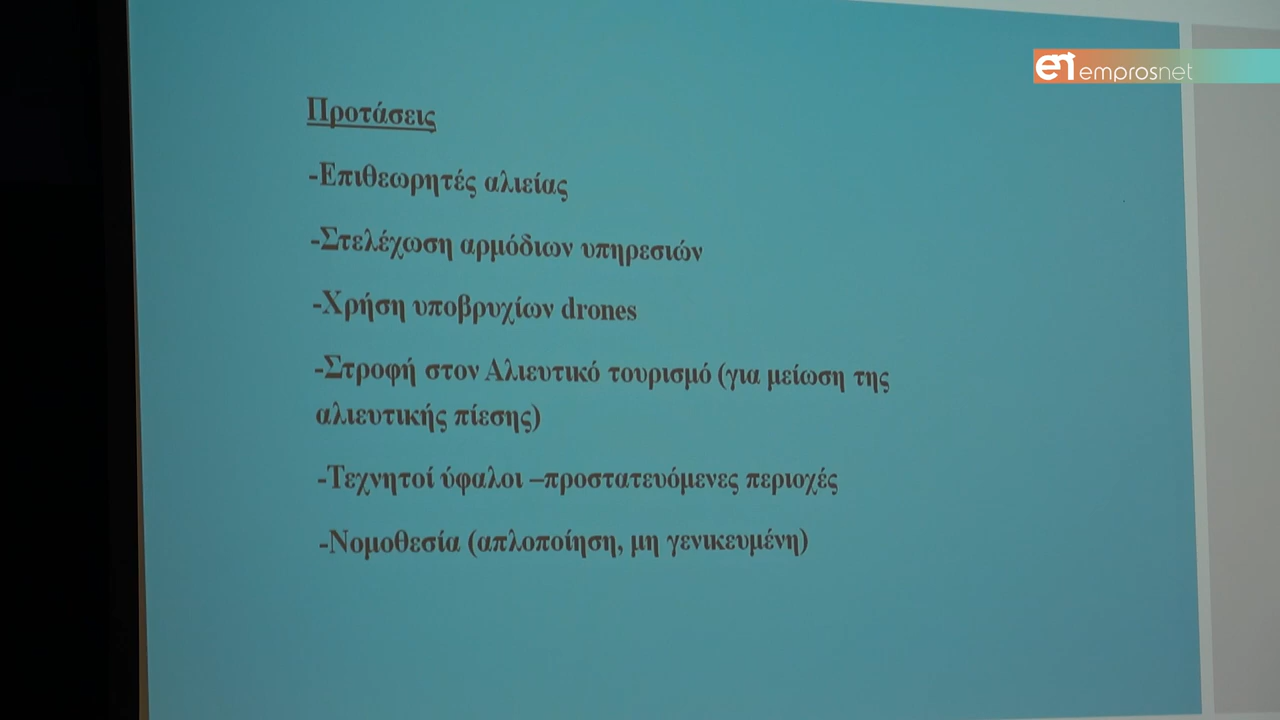 en emprosnet
Προτάσεις
-Επιθεωρητές αλιείας
-Στελέχωση αρμόδιων υπηρεσιών
-Χρήση υποβρυχίων drones
-Στροφή στον Αλιευτικό τουρισμό (για μείωση της
αλιευτικής πίεσης)
-Τεχνητοί ύφαλοι –προστατευόμενες περιοχές
-Νομοθεσία (απλοποίηση, μη γενικευμένη)